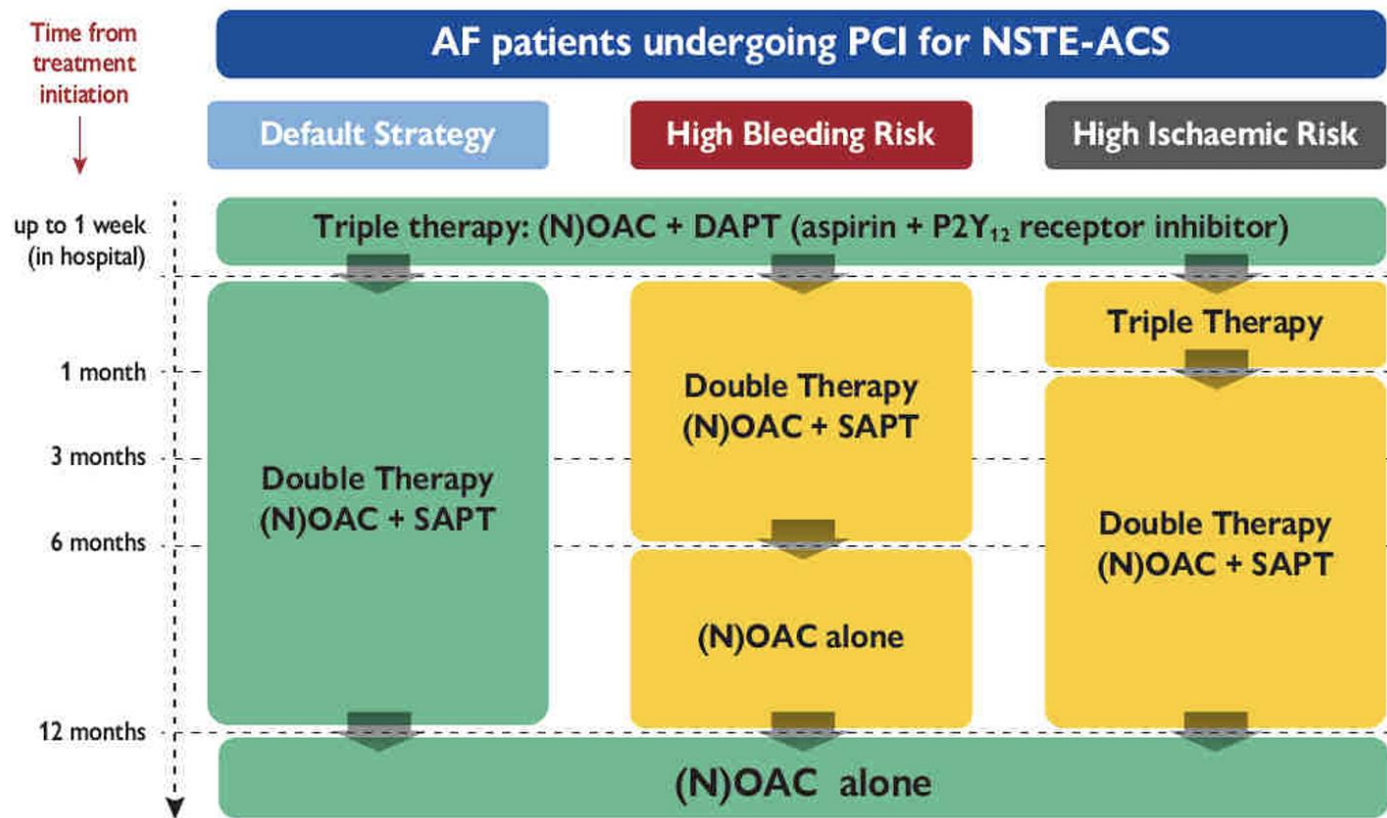 Time from
treatment
initiation
AF patients undergoing PCI for NSTE-ACS
Default Strategy
High Bleeding Risk
High Ischaemic Risk
up to 1 week
(in hospital)
Triple therapy: (N)OAC + DAPT (aspirin + P2Y₁₂ receptor inhibitor)
Triple Therapy
1 month
Double Therapy
(N)OAC + SAPT
3 months
Double Therapy
(N)OAC + SAPT
6 months
Double Therapy
(N)OAC + SAPT
(N)OAC alone
12 months
(N)OAC alone